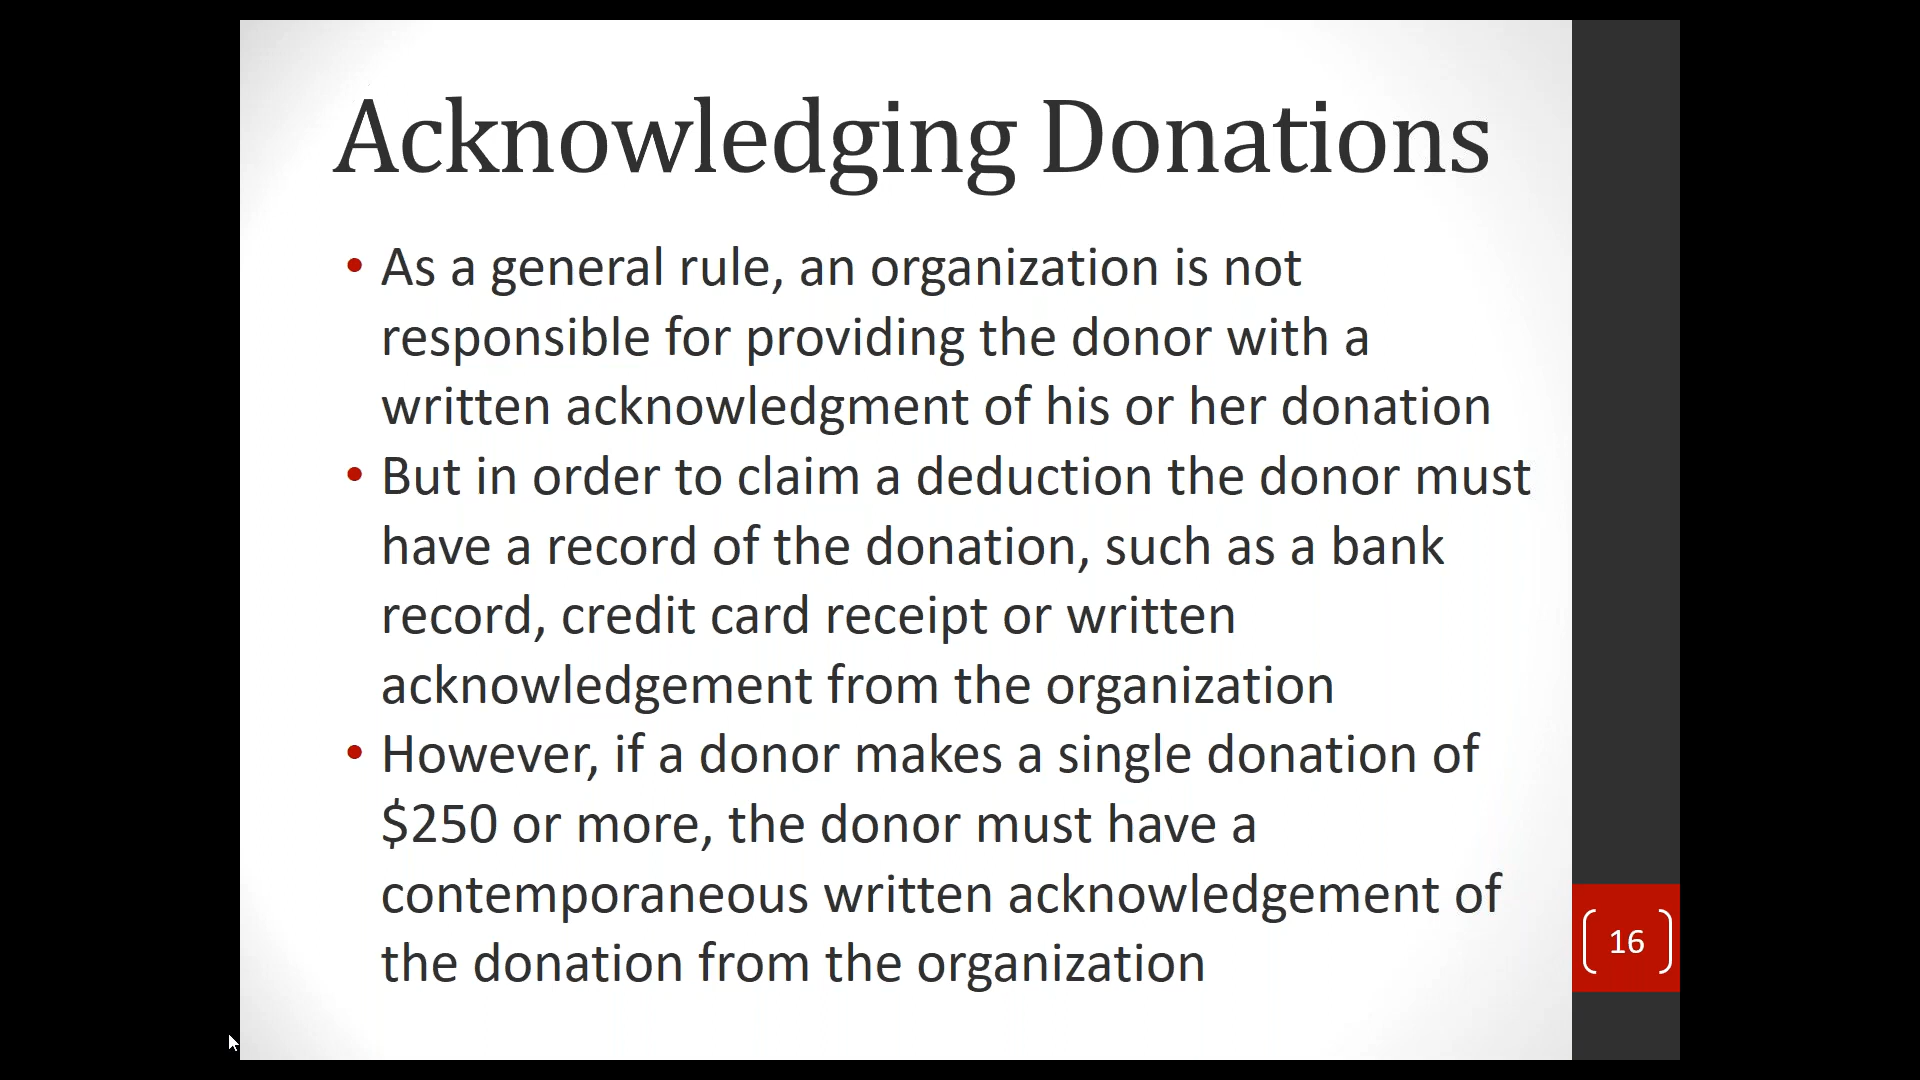 Acknowledging Donations
• As a general rule, an organization is not
responsible for providing the donor with a
written acknowledgment of his or her donation
• But in order to claim a deduction the donor must
have a record of the donation, such as a bank
record, credit card receipt or written
acknowledgement from the organization
• However, if a donor makes a single donation of
$250 or more, the donor must have a
contemporaneous written acknowledgement of
the donation from the organization
16